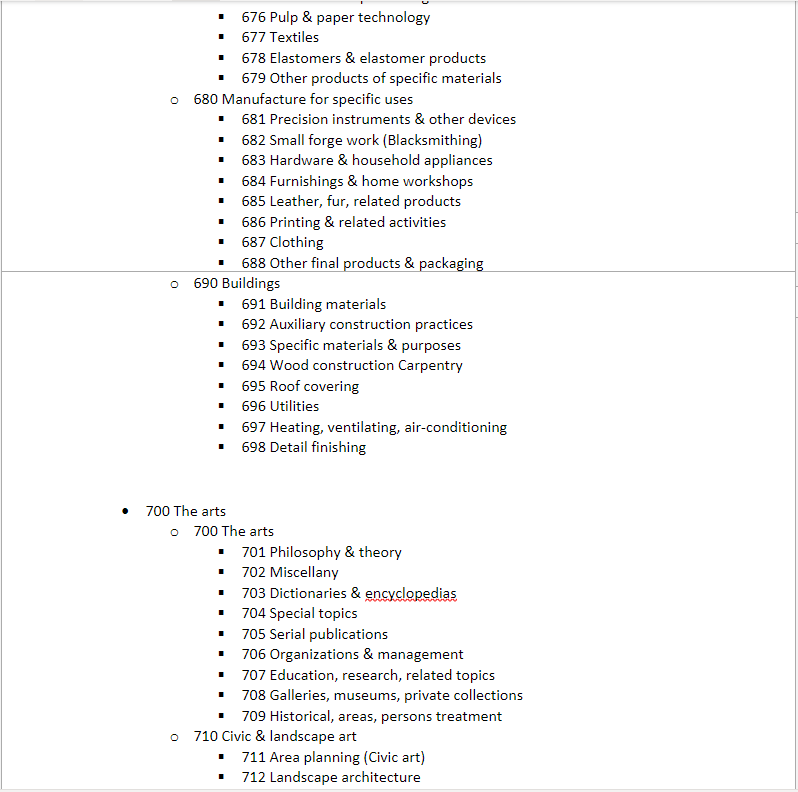 676 Pulp & paper technology
677 Textiles
678 Elastomers & elastomer products
679 Other products of specific materials
680 Manufacture for specific uses
681 Precision instruments & other devices
682 Small forge work (Blacksmithing)
683 Hardware & household appliances
684 Furnishings & home workshops
685 Leather, fur, related products
686 Printing & related activities
687 Clothing
688 Other final products & packaging
690 Buildings
691 Building materials
692 Auxiliary construction practices
693 Specific materials & purposes
694 Wood construction Carpentry
695 Roof covering
696 Utilities
697 Heating, ventilating, air-conditioning
698 Detail finishing
700 The arts
700 The arts
701 Philosophy & theory
702 Miscellany
703 Dictionaries & encyclopedias
704 Special topics
705 Serial publications
706 Organizations & management
707 Education, research, related topics
708 Galleries, museums, private collections
709 Historical, areas, persons treatment
710 Civic & landscape art
711 Area planning (Civic art)
712 Landscape architecture